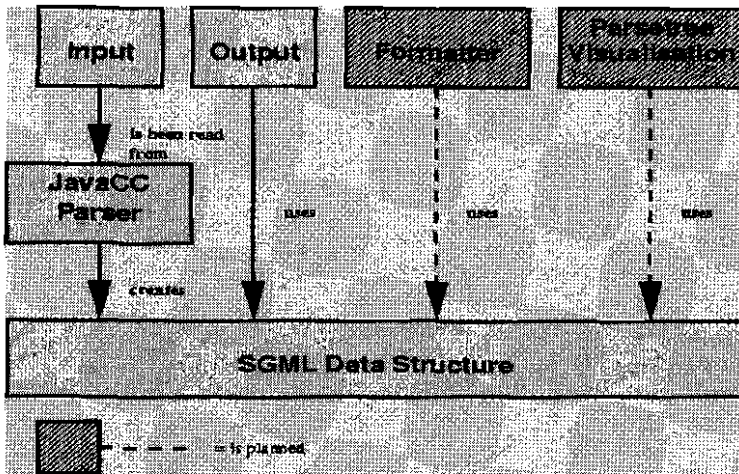 Input
Output
Formatter
Parsetree
Visualisation
is been read
from
JavaCC
Parser
uses
uses
uses
creates
SGML Data Structure
= is planned